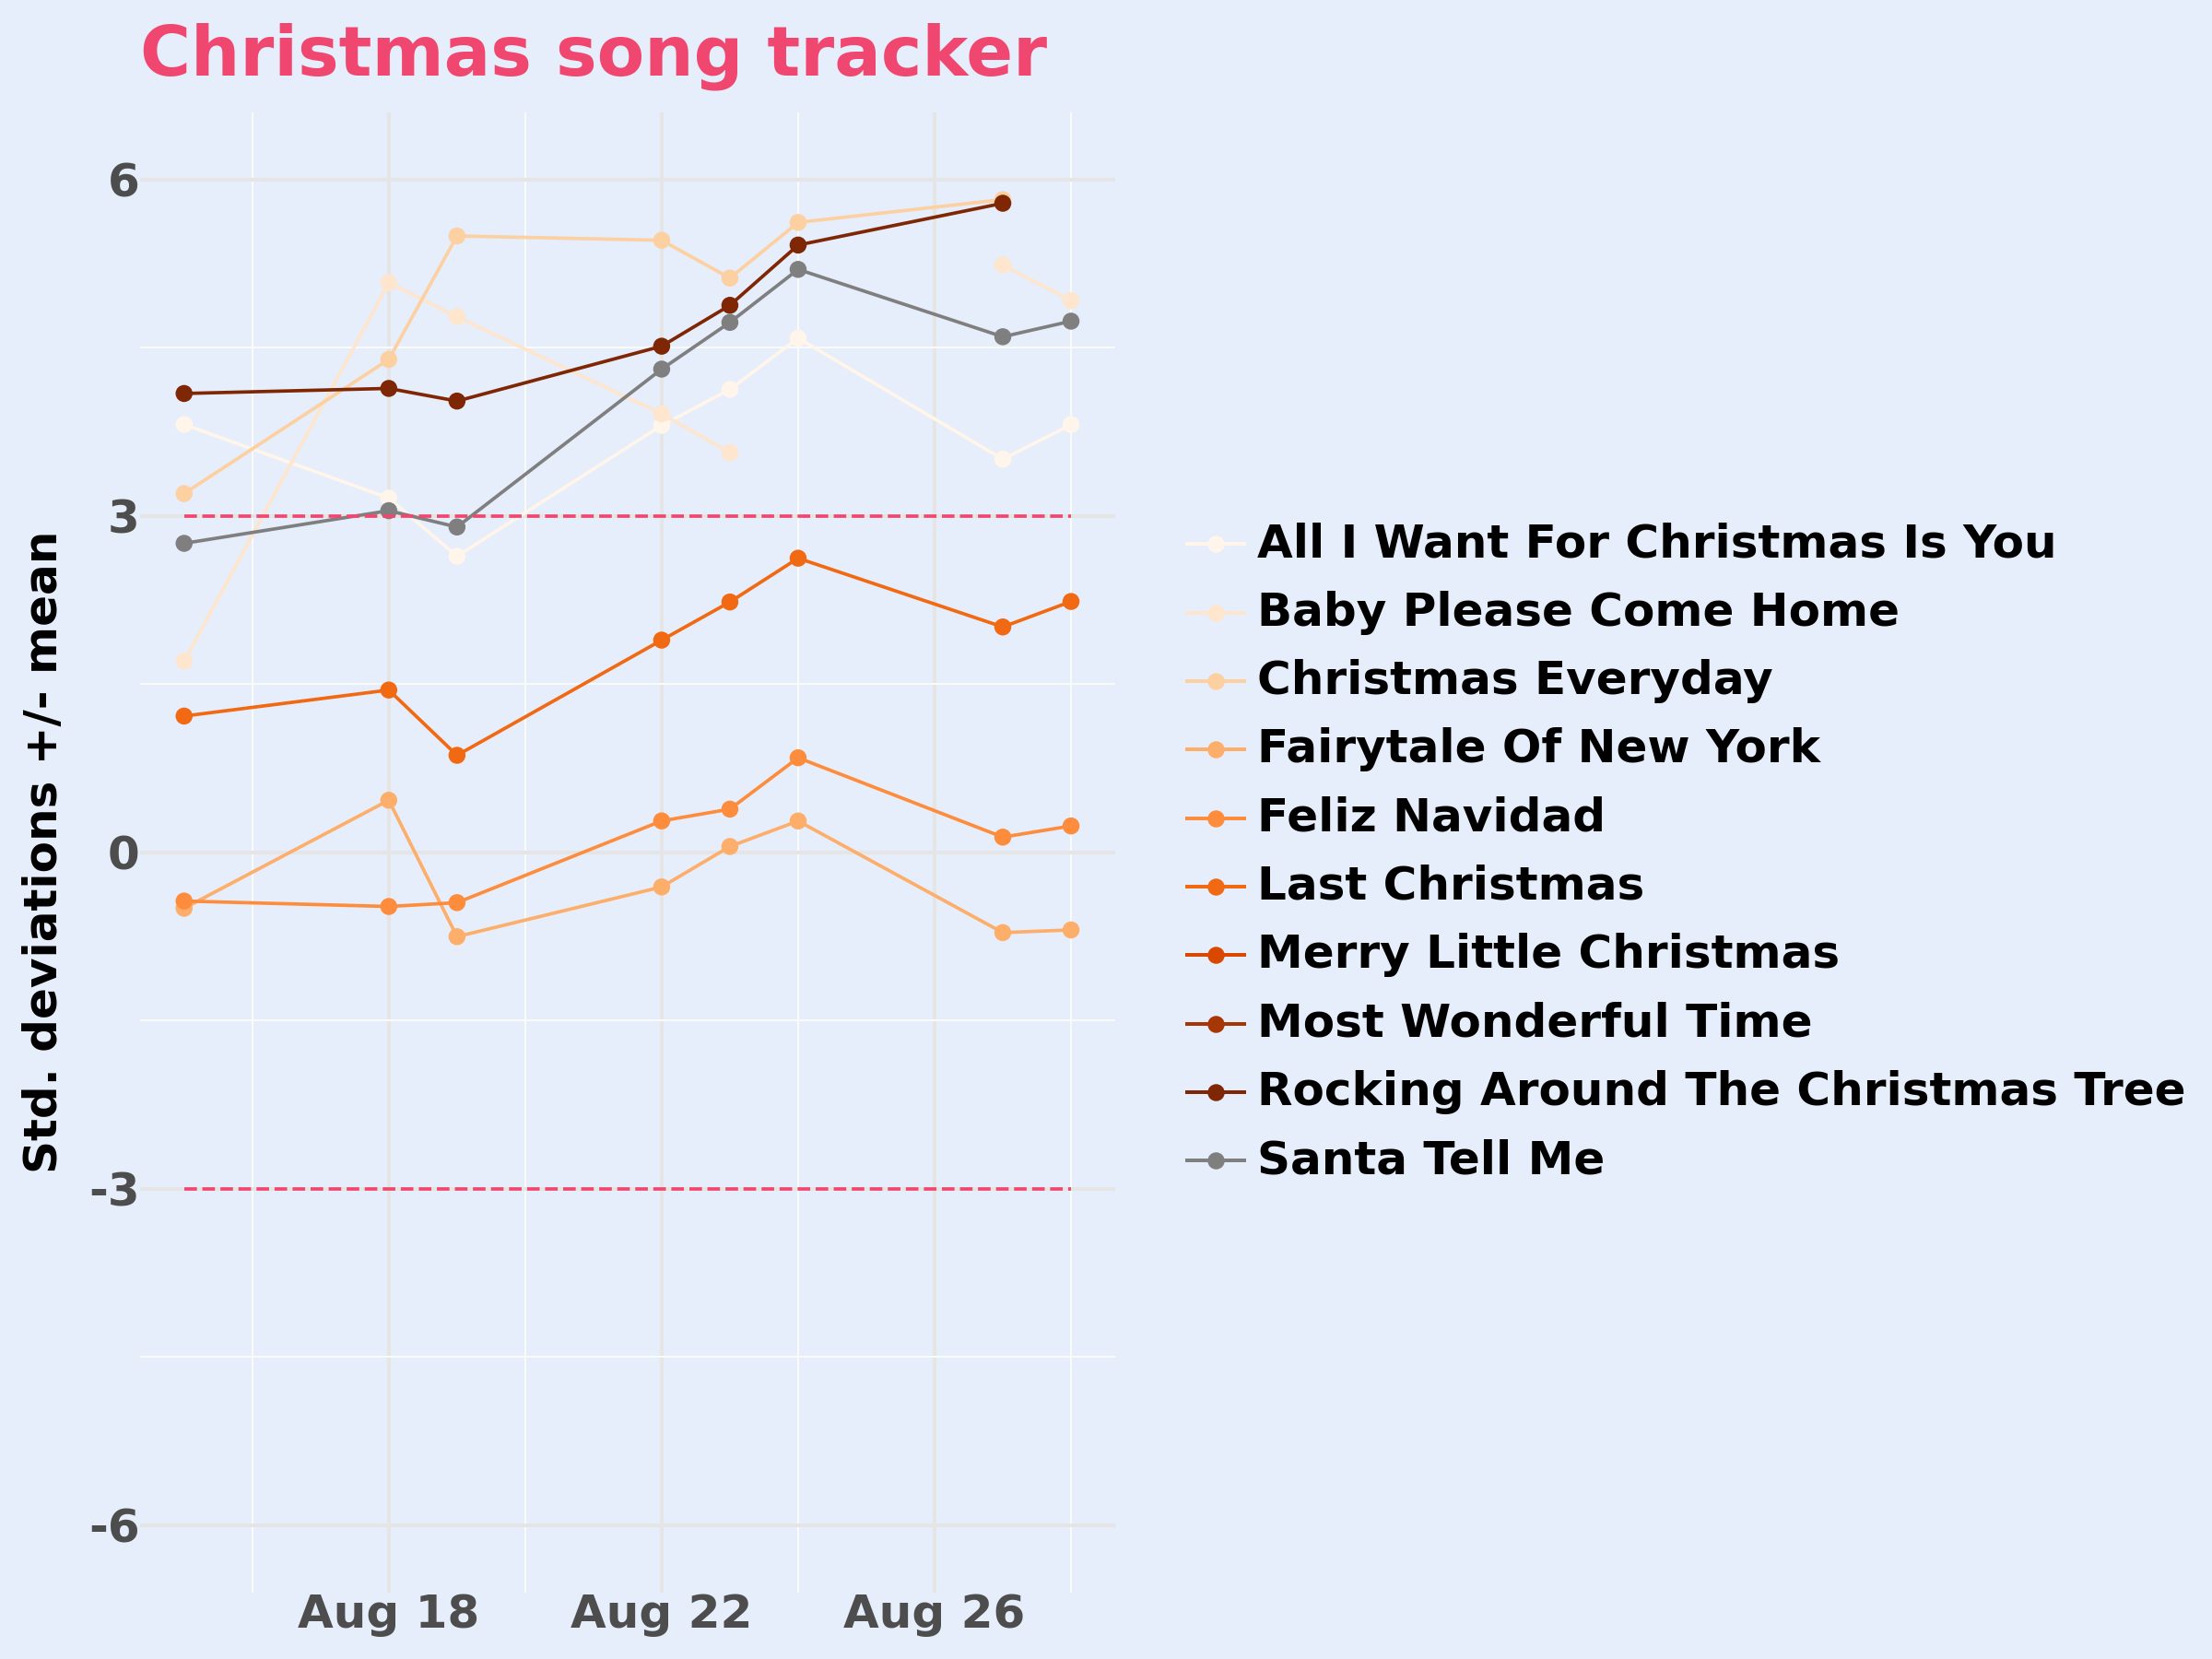 Christmas song tracker
Std. deviations +/- mean
6
3
0
-3
-6
Aug 18
Aug 22
Aug 26
All I Want For Christmas Is You
Baby Please Come Home
Christmas Everyday
Fairytale Of New York
Feliz Navidad
Last Christmas
Merry Little Christmas
Most Wonderful Time
Rocking Around The Christmas Tree
Santa Tell Me